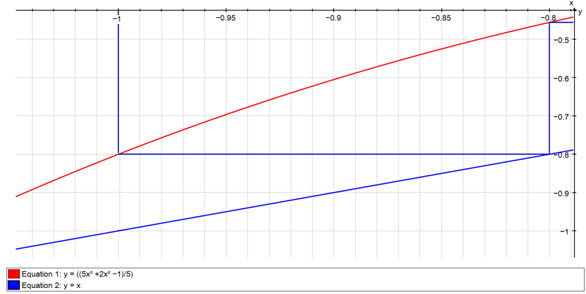 x
-1
-0.95
-0.9
-0.85
-0.8
y
-0.5
-0.6
-0.7
-0.8
-0.9
-1
Equation 1: y = ((5x³ +2x² −1)/5)
Equation 2: y = x